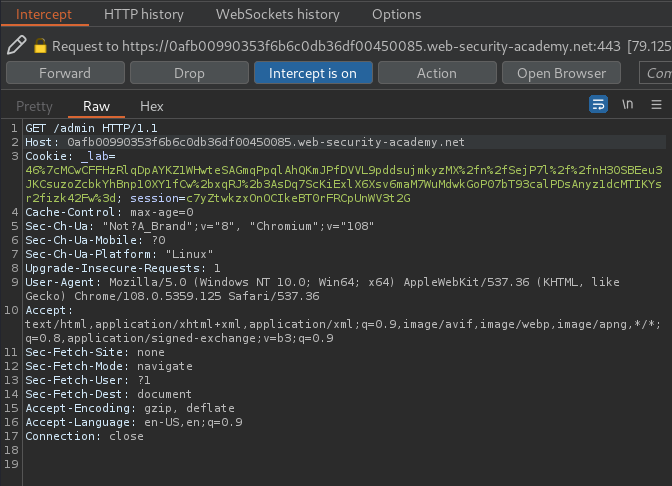 Intercept HTTP history WebSockets history Options
Request to https://0afb00990353f6b6c0db36df00450085.web-security-academy.net:443 [79.125
Forward Drop Intercept is on Action Open Browser Com
Pretty Raw Hex \n
1 GET /admin HTTP/1.1
2 Host: 0afb00990353f6b6c0db36df00450085.web-security-academy.net
3 Cookie: _lab=
46%7cMCwCFFHzRlqDpAYKZ1WHwteSAGmqPpqlAhQKmJPfDVVL9pddsujmkyzMX%2fn%2fSejP7l%2f%2fnH30SBEeu3
JKCsuzoZcbkYhBnp10XY1fCw%2bxqRJ%2b3AsDq7ScKiExlX6Xsv6maM7WuMdwkGoP07bT93calPDsAnyz1dcMTIKYs
r2fizk42Fw%3d; session=c7yZtwkzxOnOCIkeBT0rFRCpUnWV3t2G
4 Cache-Control: max-age=0
5 Sec-Ch-Ua: "Not?A_Brand";v="8", "Chromium";v="108"
6 Sec-Ch-Ua-Mobile: ?0
7 Sec-Ch-Ua-Platform: "Linux"
8 Upgrade-Insecure-Requests: 1
9 User-Agent: Mozilla/5.0 (Windows NT 10.0; Win64; x64) AppleWebKit/537.36 (KHTML, like
Gecko) Chrome/108.0.5359.125 Safari/537.36
10 Accept:
text/html,application/xhtml+xml,application/xml;q=0.9,image/avif,image/webp,image/apng,*/*;
q=0.8,application/signed-exchange;v=b3;q=0.9
11 Sec-Fetch-Site: none
12 Sec-Fetch-Mode: navigate
13 Sec-Fetch-User: ?1
14 Sec-Fetch-Dest: document
15 Accept-Encoding: gzip, deflate
16 Accept-Language: en-US,en;q=0.9
17 Connection: close
18
19